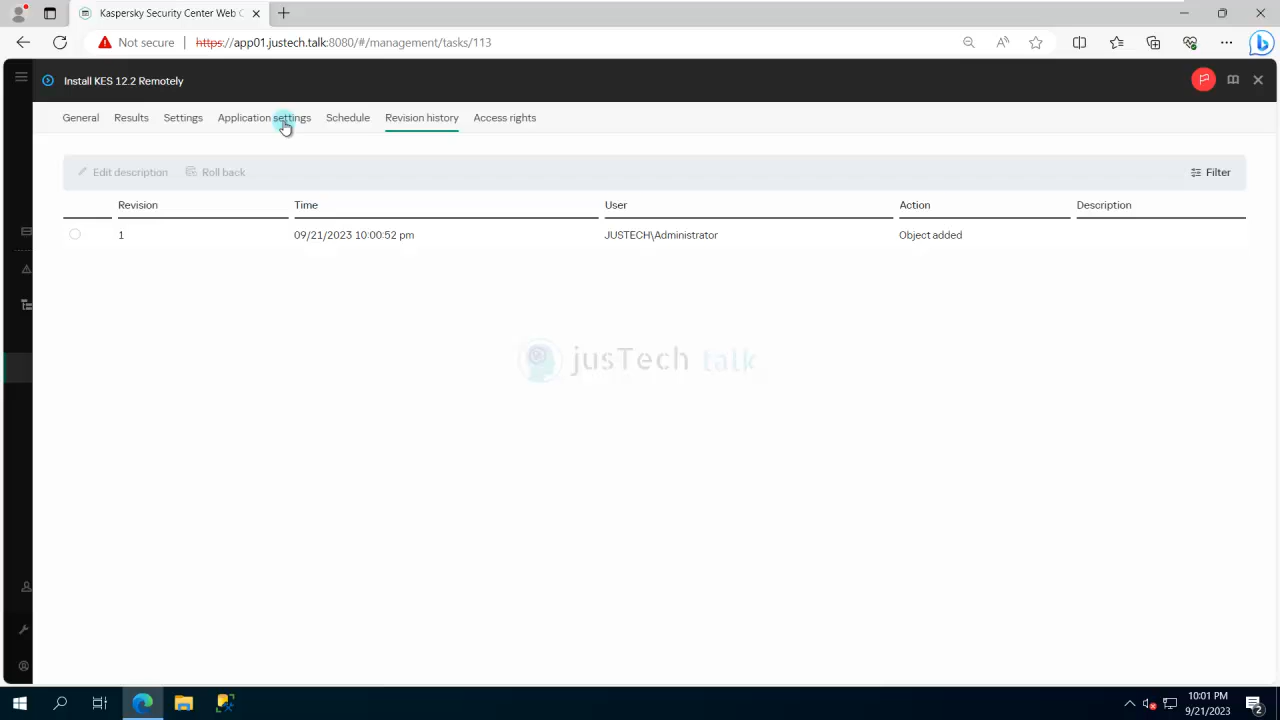 Kaspersky Security Center Web C
Not secure
https://app01.justech.talk:8080/#/management/tasks/113
Install KES 12.2 Remotely
General Results Settings Application settings Schedule Revision history Access rights
Edit description Roll back Filter
Revision Time User Action Description
1 09/21/2023 10:00:52 pm JUSTECH\Administrator Object added
jusTech talk
10:01 PM
9/21/2023
2